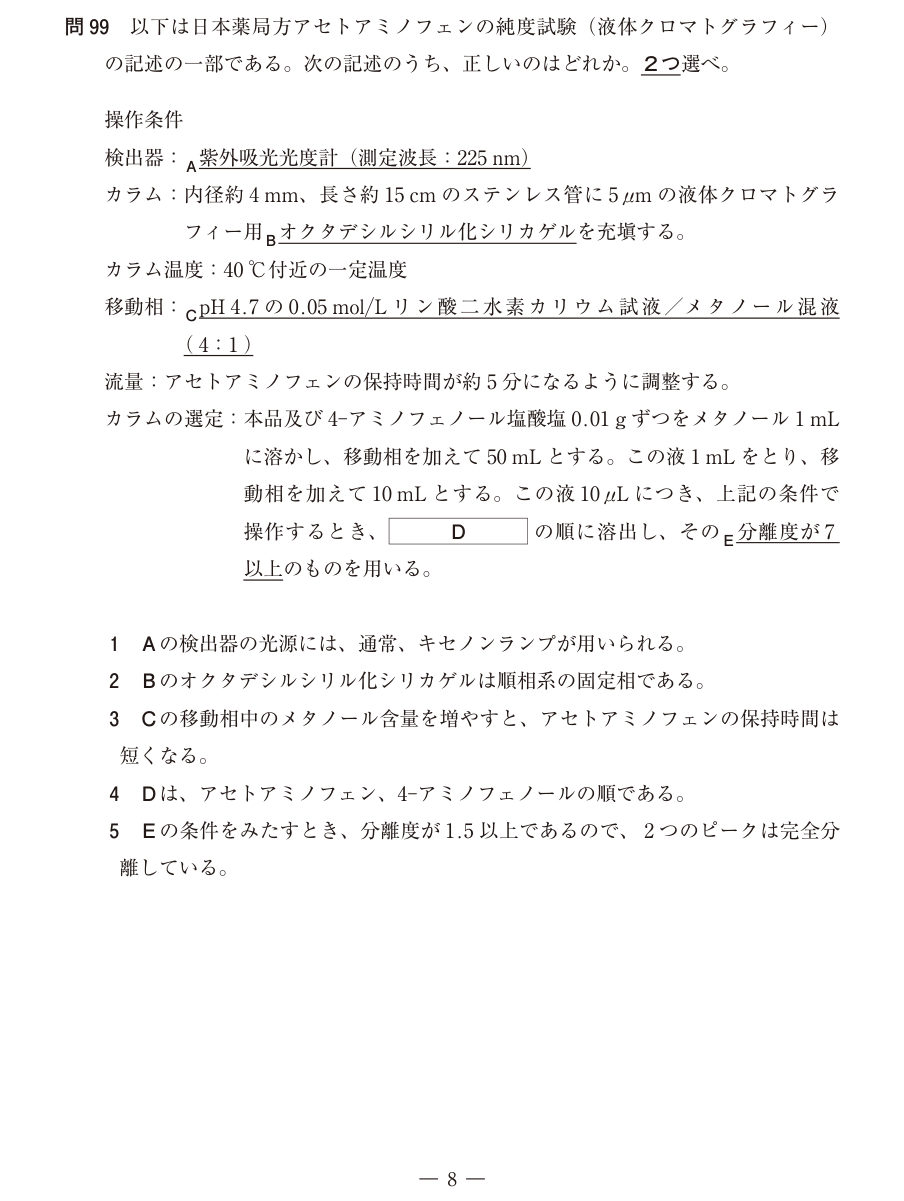 問99　以下は日本薬局方アセトアミノフェンの純度試験（液体クロマトグラフィー）
の記述の一部である。次の記述のうち、正しいのはどれか。２つ選べ。
操作条件
検出器：A紫外吸光光度計（測定波長：225 nm）
カラム：内径約４mm、長さ約 15 cm のステンレス管に５μm の液体クロマトグラ
フィー用Bオクタデシルシリル化シリカゲルを充塡する。
カラム温度：40 ℃付近の一定温度
移動相：CpH 4.7 の 0.05 mol/L リン酸二水素カリウム試液／メタノール混液
（４：１）
流量：アセトアミノフェンの保持時間が約５分になるように調整する。
カラムの選定：本品及び 4-アミノフェノール塩酸塩 0.01 g ずつをメタノール１mL
に溶かし、移動相を加えて 50 mL とする。この液１mL をとり、移
動相を加えて 10 mL とする。この液 10 μL につき、上記の条件で
操作するとき、 D の順に溶出し、そのE分離度が７
以上のものを用いる。
1　Aの検出器の光源には、通常、キセノンランプが用いられる。
2　Bのオクタデシルシリル化シリカゲルは順相系の固定相である。
3　Cの移動相中のメタノール含量を増やすと、アセトアミノフェンの保持時間は
短くなる。
4　Dは、アセトアミノフェン、4-アミノフェノールの順である。
5　Eの条件をみたすとき、分離度が 1.5 以上であるので、２つのピークは完全分
離している。
— 8 —